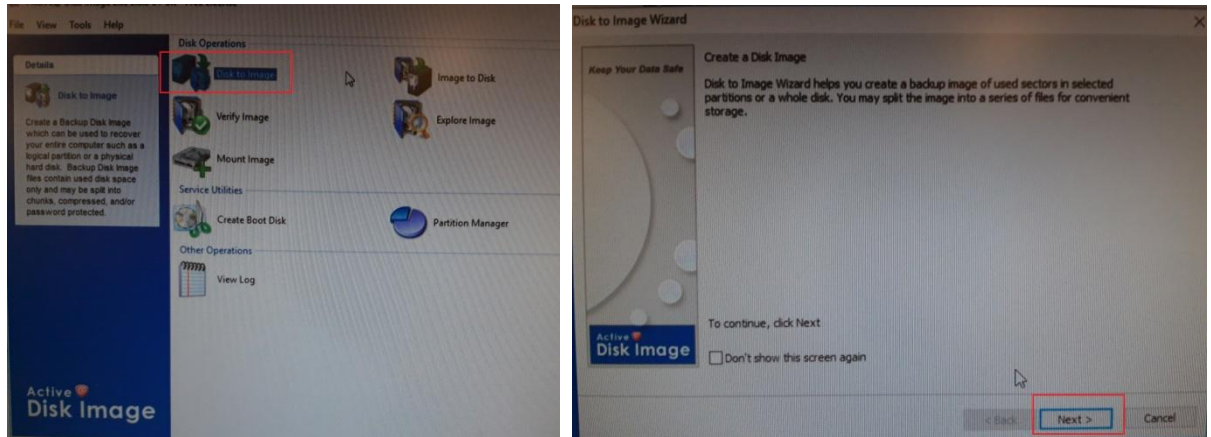 File View Tools Help
Details
Disk to Image
Create a Backup Disk Image
which can be used to recover
your entire computer such as a
logical partition or a physical
hard disk. Backup Disk Image
files contain used disk space
only and may be split into
chunks, compressed, and/or
password protected.
Active
Disk Image
Disk Operations
Disk to Image
Image to Disk
Verify Image
Explore Image
Mount Image
Service Utilities
Create Boot Disk
Partition Manager
Other Operations
View Log
Disk to Image Wizard
Keep Your Data Safe
Active
Disk Image
Create a Disk Image
Disk to Image Wizard helps you create a backup image of used sectors in selected
partitions or a whole disk. You may split the image into a series of files for convenient
storage.
To continue, click Next
Don't show this screen again
< Back
Next >
Cancel